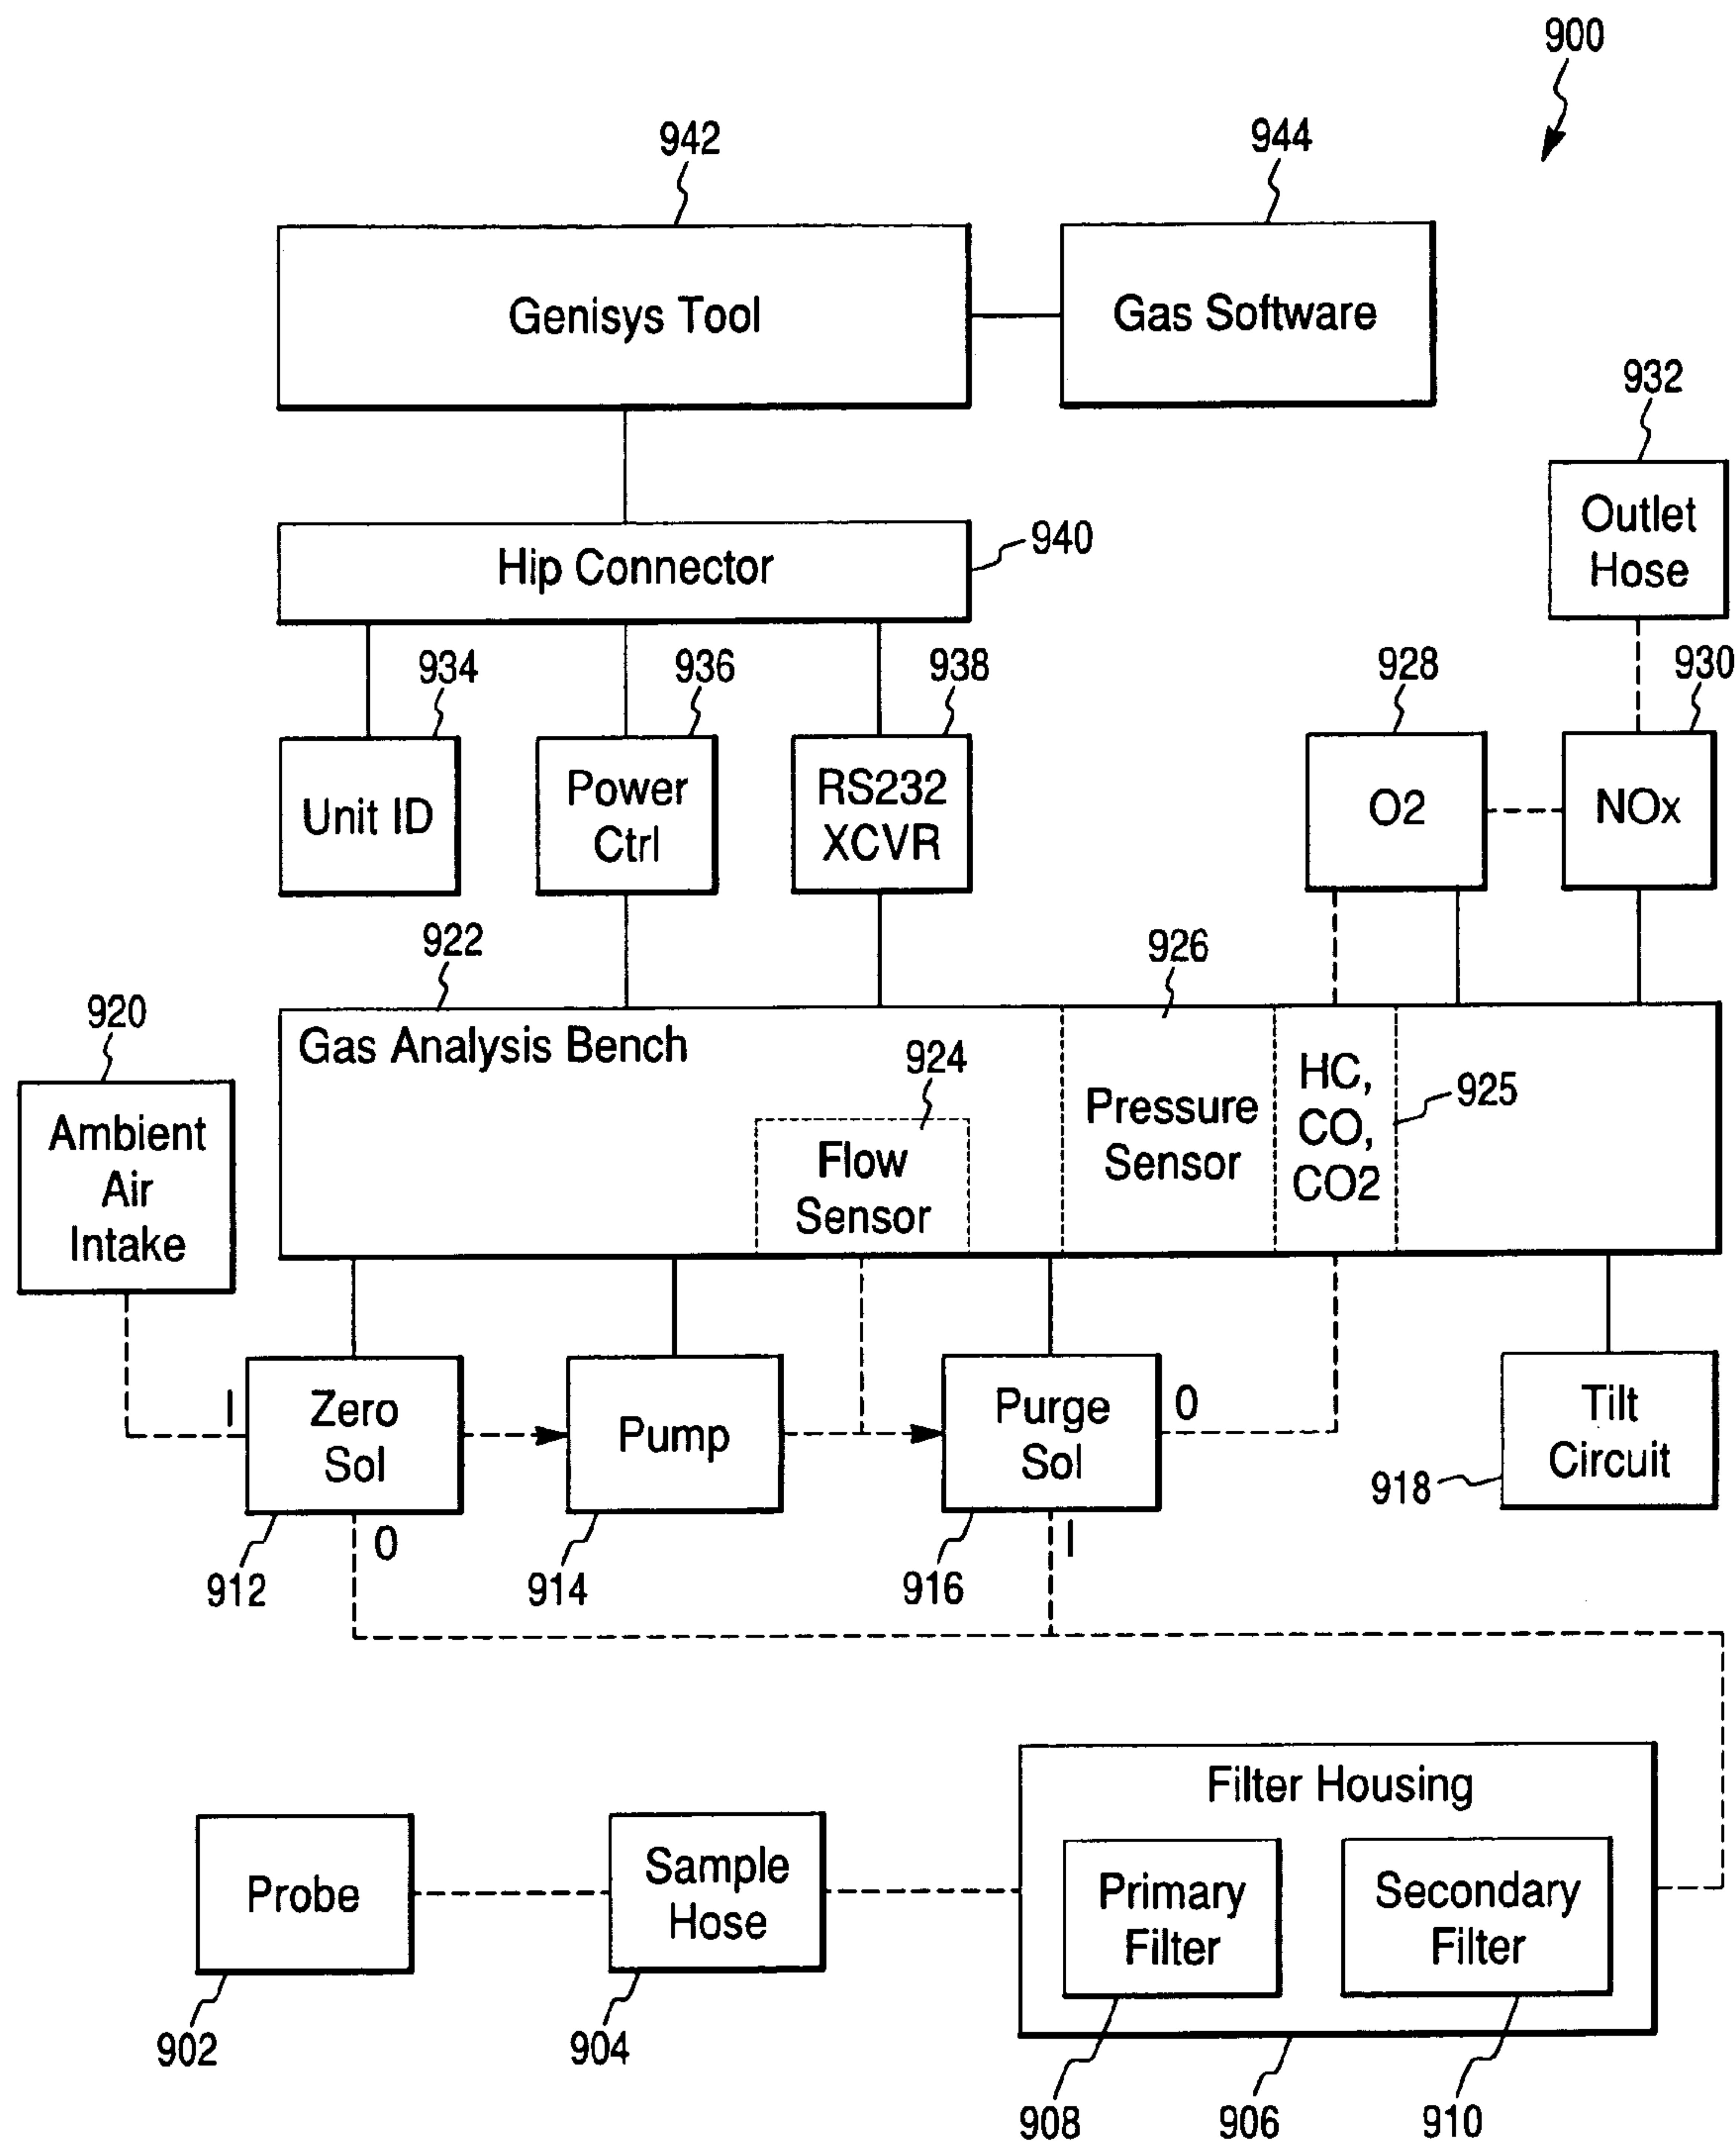 900
942
944
Genisys Tool
Gas Software
932
Outlet
Hose
Hip Connector
940
934
936
938
928
930
Unit ID
Power
Ctrl
RS232
XCVR
O2
NOx
922
926
920
Gas Analysis Bench
924
925
Ambient
Air
Intake
Flow
Sensor
Pressure
Sensor
HC,
CO,
CO2
I
Zero
Sol
Pump
Purge
Sol
O
Tilt
Circuit
918
O
I
912
914
916
Filter Housing
Probe
Sample
Hose
Primary
Filter
Secondary
Filter
902
904
908
906
910